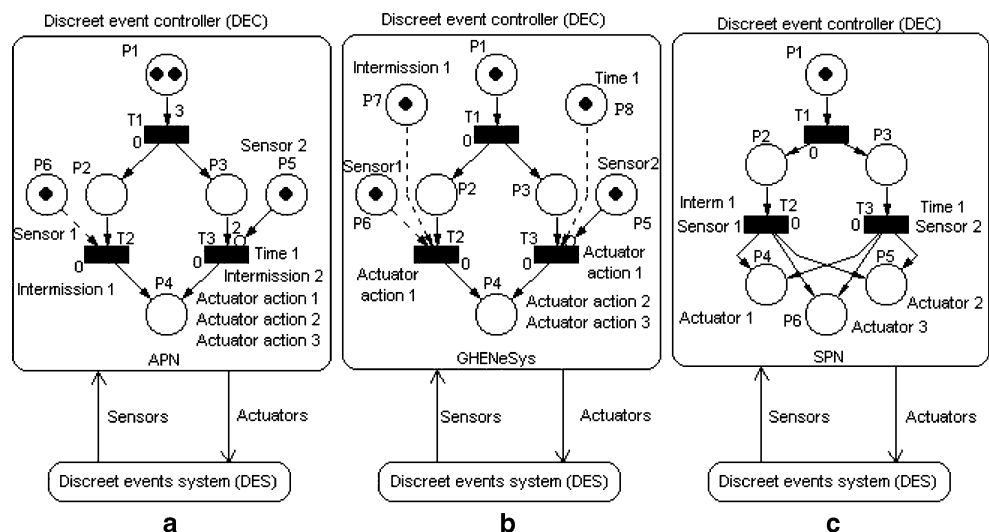 Discreet event controller (DEC)
P1
3
T1
0
Sensor 2
P6
P2
P3
P5
Sensor 1
T2
0
2
T3
0
Time 1
Intermission 2
Intermission 1
P4
Actuator action 1
Actuator action 2
Actuator action 3
APN
Sensors
Actuators
Discreet events system (DES)
a
Discreet event controller (DEC)
P1
Intermission 1
P7
Time 1
P8
T1
0
Sensor1
P6
P2
P3
Sensor2
P5
T2
0
T3
0
Actuator
action 1
Actuator
action 1
P4
Actuator action 2
Actuator action 3
GHENeSys
Sensors
Actuators
Discreet events system (DES)
b
Discreet event controller (DEC)
P1
T1
0
P2
P3
Interm 1
Sensor 1
T2
0
T3
0
Time 1
Sensor 2
P4
P5
Actuator 1
P6
Actuator 2
Actuator 3
SPN
Sensors
Actuators
Discreet events system (DES)
c